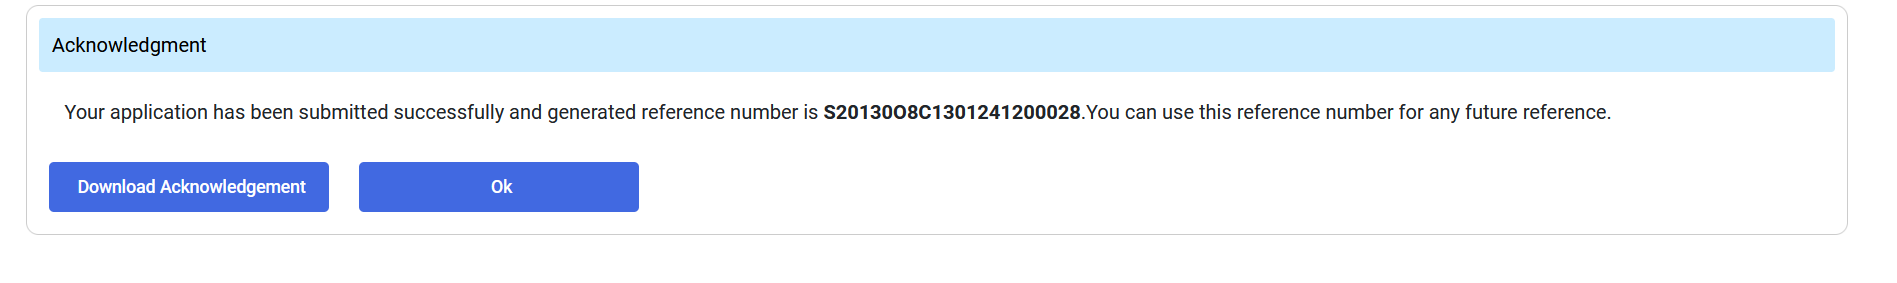 Acknowledgment
Your application has been submitted successfully and generated reference number is S20130O8C1301241200028.You can use this reference number for any future reference.
Download Acknowledgement
Ok